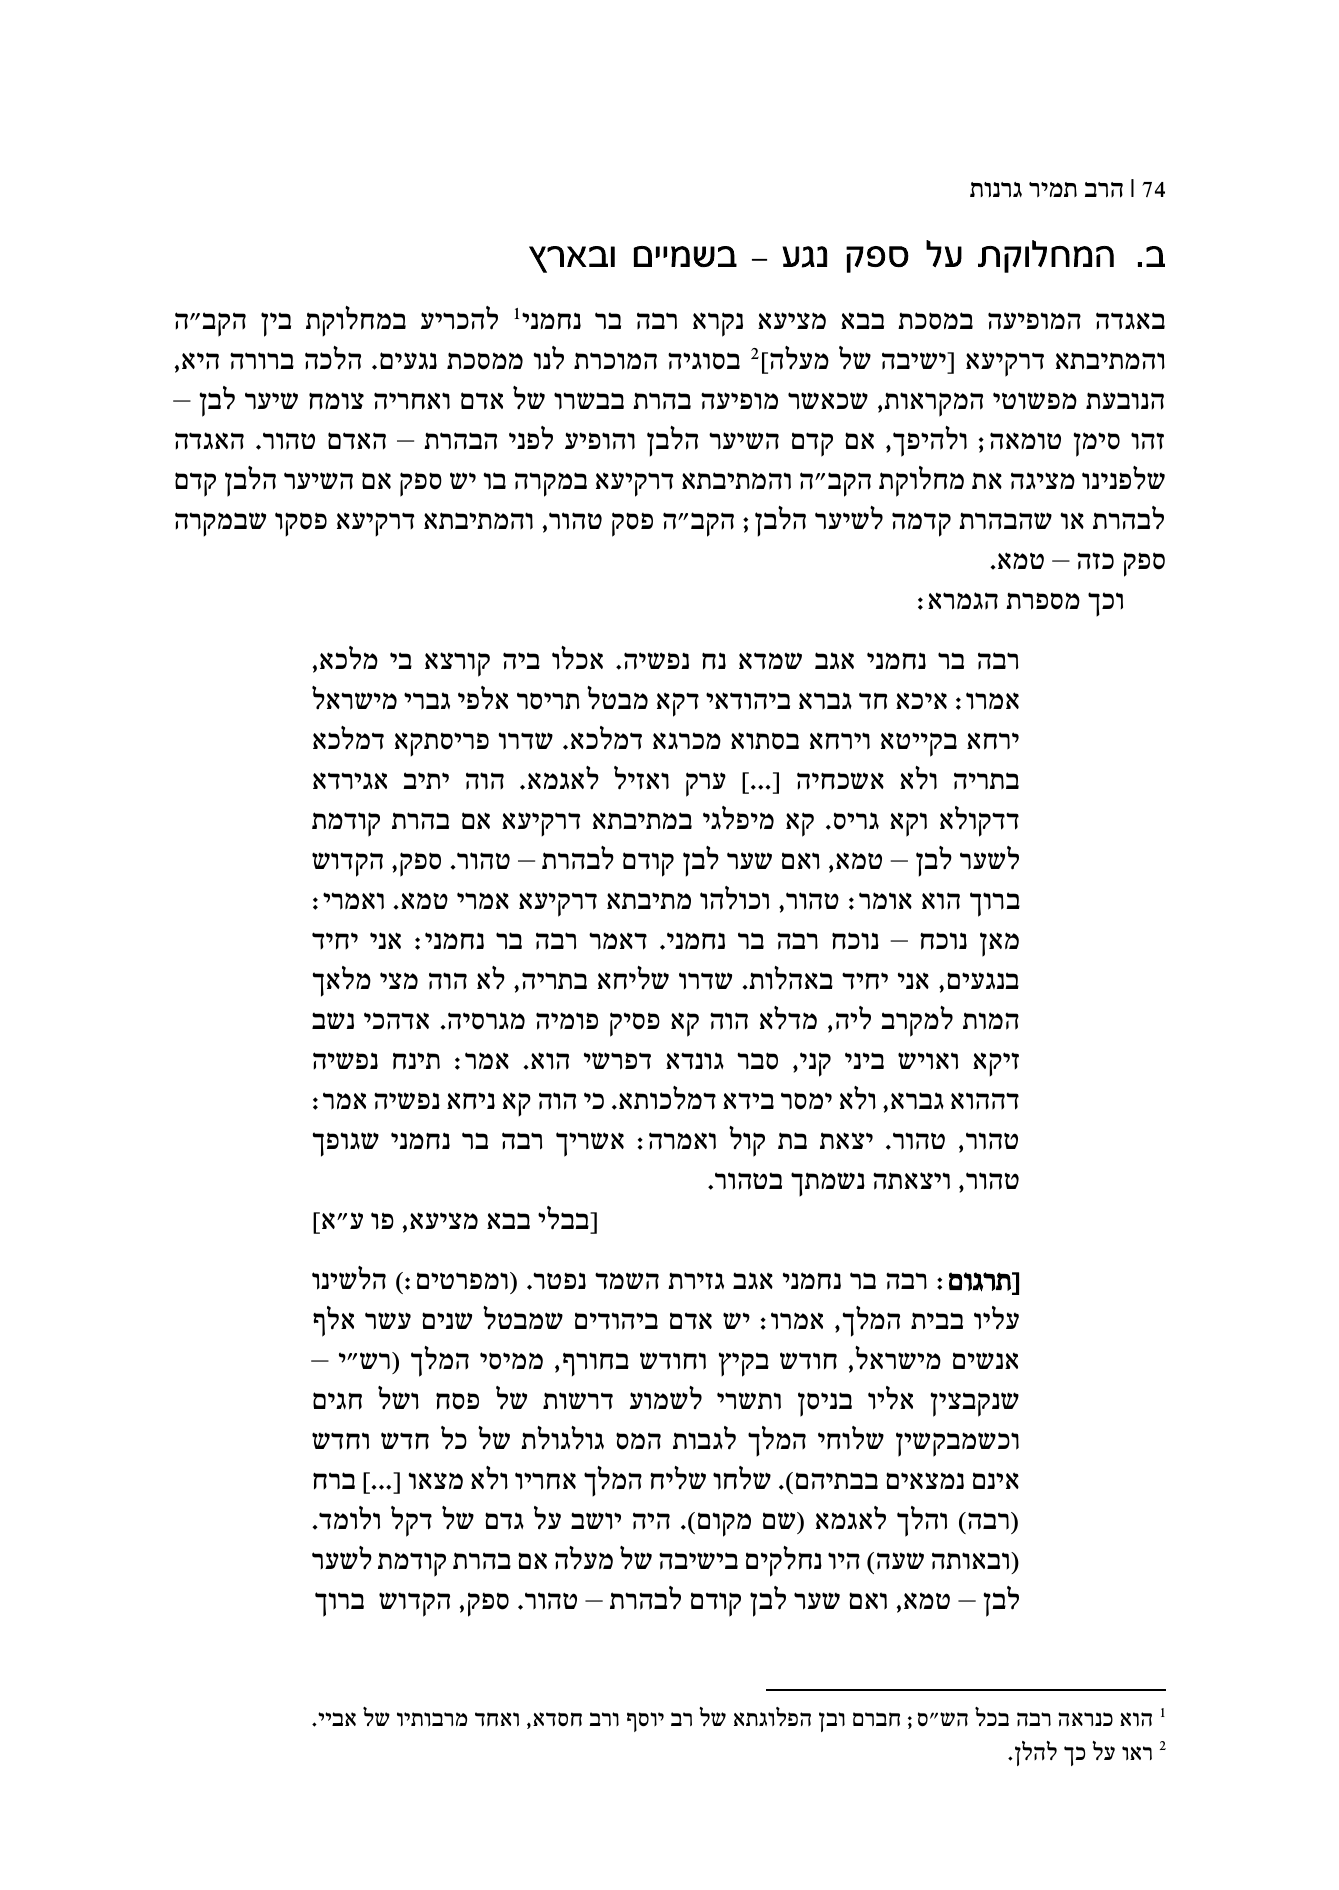 74 | הרב תמיר גרנות
ב. המחלוקת על ספק נגע – בשמיים ובארץ
באגדה המופיעה במסכת בבא מציעא נקרא רבה בר נחמני1 להכריע במחלוקת בין הקב״ה
והמתיבתא דרקיעא [ישיבה של מעלה]2 בסוגיה המוכרת לנו ממסכת נגעים. הלכה ברורה היא,
הנובעת מפשוטי המקראות, שכאשר מופיעה בהרת בבשרו של אדם ואחריה צומח שיער לבן –
זהו סימן טומאה; ולהיפך, אם קדם השיער הלבן והופיע לפני הבהרת – האדם טהור. האגדה
שלפנינו מציגה את מחלוקת הקב״ה והמתיבתא דרקיעא במקרה בו יש ספק אם השיער הלבן קדם
לבהרת או שהבהרת קדמה לשיער הלבן; הקב״ה פסק טהור, והמתיבתא דרקיעא פסקו שבמקרה
ספק כזה – טמא.
וכך מספרת הגמרא:
רבה בר נחמני אגב שמדא נח נפשיה. אכלו ביה קורצא בי מלכא,
אמרו: איכא חד גברא ביהודאי דקא מבטל תריסר אלפי גברי מישראל
ירחא בקייטא וירחא בסתוא מכרגא דמלכא. שדרו פריסתקא דמלכא
בתריה ולא אשכחיה [...] ערק ואזיל לאגמא. הוה יתיב אגירדא
דדקולא וקא גריס. קא מיפלגי במתיבתא דרקיעא אם בהרת קודמת
לשער לבן – טמא, ואם שער לבן קודם לבהרת – טהור. ספק, הקדוש
ברוך הוא אומר: טהור, וכולהו מתיבתא דרקיעא אמרי טמא. ואמרי:
מאן נוכח – נוכח רבה בר נחמני. דאמר רבה בר נחמני: אני יחיד
בנגעים, אני יחיד באהלות. שדרו שליחא בתריה, לא הוה מצי מלאך
המות למקרב ליה, מדלא הוה קא פסיק פומיה מגרסיה. אדהכי נשב
זיקא ואויש ביני קני, סבר גונדא דפרשי הוא. אמר: תינח נפשיה
דההוא גברא, ולא ימסר בידא דמלכותא. כי הוה קא ניחא נפשיה אמר:
טהור, טהור. יצאת בת קול ואמרה: אשריך רבה בר נחמני שגופך
טהור, ויצאתה נשמתך בטהור.
[בבלי בבא מציעא, פו ע״א]
[תרגום: רבה בר נחמני אגב גזירת השמד נפטר. (ומפרטים:) הלשינו
עליו בבית המלך, אמרו: יש אדם ביהודים שמבטל שנים עשר אלף
אנשים מישראל, חודש בקיץ וחודש בחורף, ממיסי המלך (רש״י –
שנקבצין אליו בניסן ותשרי לשמוע דרשות של פסח ושל חגים
וכשמבקשין שלוחי המלך לגבות המס גולגולת של כל חדש וחדש
אינם נמצאים בבתיהם). שלחו שליח המלך אחריו ולא מצאו [...] ברח
(רבה) והלך לאגמא (שם מקום). היה יושב על גדם של דקל ולומד.
(ובאותה שעה) היו נחלקים בישיבה של מעלה אם בהרת קודמת לשער
לבן – טמא, ואם שער לבן קודם לבהרת – טהור. ספק, הקדוש ברוך
1 הוא כנראה רבה בכל הש״ס; חברם ובן הפלוגתא של רב יוסף ורב חסדא, ואחד מרבותיו של אביי.
2 ראו על כך להלן.